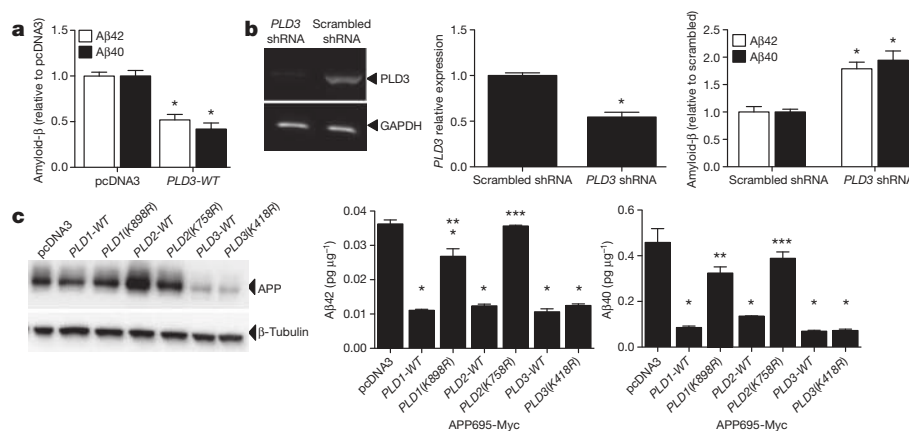 a
Aβ42
Aβ40
Amyloid-β (relative to pcDNA3)
1.5
1.0
0.5
0.0
pcDNA3
PLD3-WT
*
*
b
PLD3 shRNA
Scrambled shRNA
PLD3
GAPDH
PLD3 relative expression
1.5
1.0
0.5
0.0
Scrambled shRNA
PLD3 shRNA
*
Amyloid-β (relative to scrambled)
2.5
2.0
1.5
1.0
0.5
0.0
Aβ42
Aβ40
*
*
Scrambled shRNA
PLD3 shRNA
c
pcDNA3
PLD1-WT
PLD1(K898R)
PLD2-WT
PLD2(K758R)
PLD3-WT
PLD3(K418R)
APP
β-Tubulin
Aβ42 (pg μg⁻¹)
0.04
0.03
0.02
0.01
0.00
*
**
*
*
***
*
*
pcDNA3
PLD1-WT
PLD1(K898R)
PLD2-WT
PLD2(K758R)
PLD3-WT
PLD3(K418R)
APP695-Myc
Aβ40 (pg μg⁻¹)
0.6
0.4
0.2
0.0
*
**
*
***
*
*
pcDNA3
PLD1-WT
PLD1(K898R)
PLD2-WT
PLD2(K758R)
PLD3-WT
PLD3(K418R)
APP695-Myc